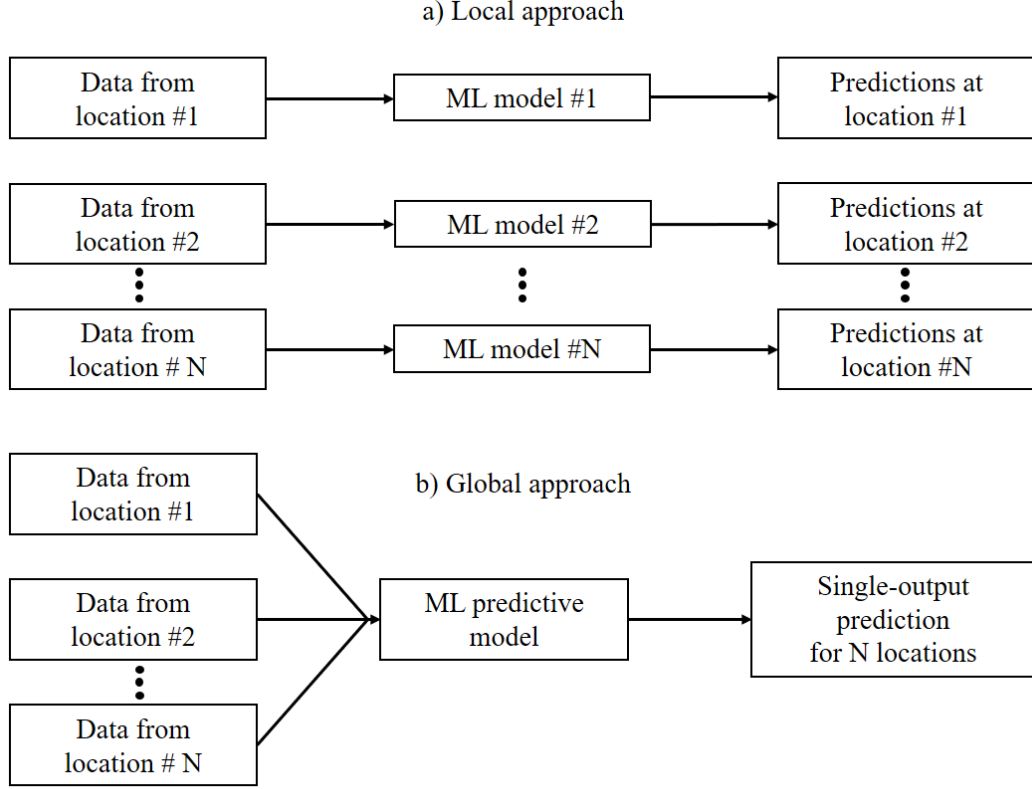 a) Local approach
Data from
location #1
ML model #1
Predictions at
location #1
Data from
location #2
ML model #2
Predictions at
location #2
Data from
location # N
ML model #N
Predictions at
location #N
b) Global approach
Data from
location #1
Data from
location #2
Data from
location # N
ML predictive
model
Single-output
prediction
for N locations